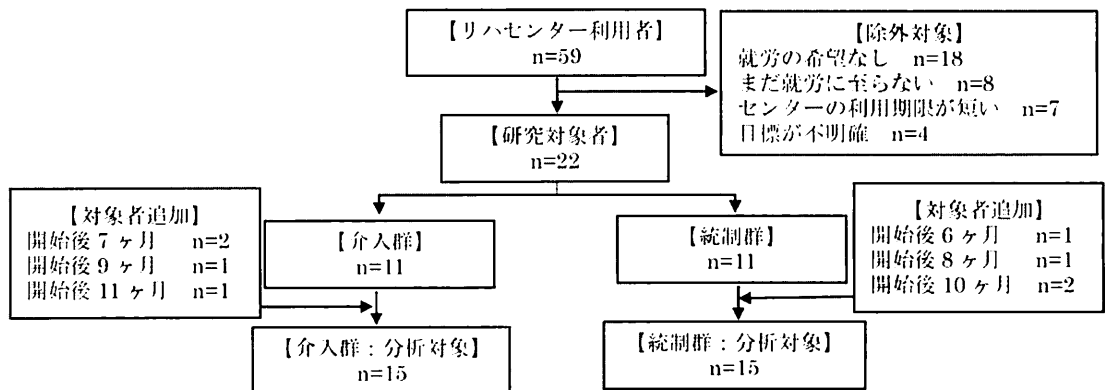 【リハセンター利用者】
n=59
【除外対象】
就労の希望なし n=18
まだ就労に至らない n=8
センターの利用期限が短い n=7
目標が不明確 n=4
【研究対象者】
n=22
【対象者追加】
開始後7ヶ月 n=2
開始後9ヶ月 n=1
開始後11ヶ月 n=1
【介入群】
n=11
【統制群】
n=11
【対象者追加】
開始後6ヶ月 n=1
開始後8ヶ月 n=1
開始後10ヶ月 n=2
【介入群：分析対象】
n=15
【統制群：分析対象】
n=15